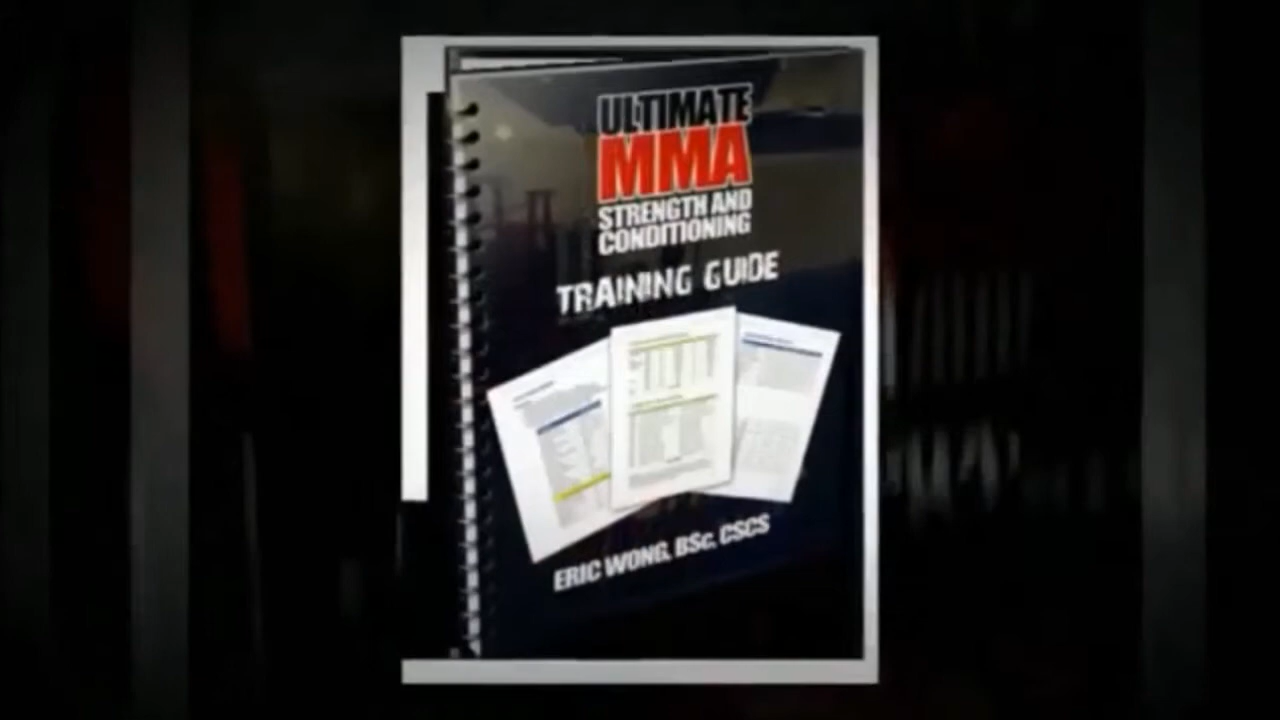 ULTIMATE
MMA
STRENGTH AND
CONDITIONING
TRAINING GUIDE
ERIC WONG, BSc, CSCS